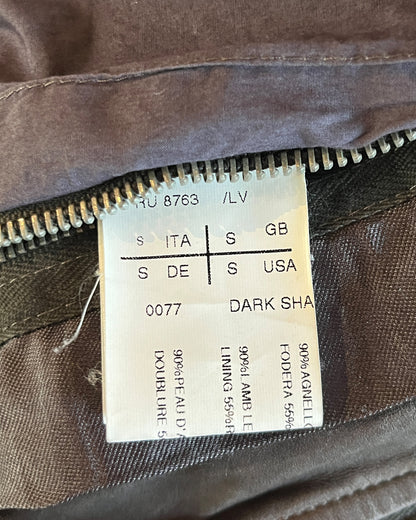 RU 8763 /LV
S ITA S GB
S DE S USA
0077 DARK SHA
90%AGNELL
FODERA 55%
90%LAMB LE
LINING 55%R
90%PEAU D'
DOUBLURE 5